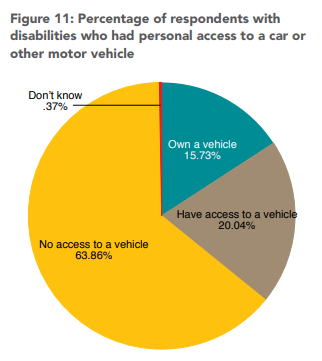 Figure 11: Percentage of respondents with
disabilities who had personal access to a car or
other motor vehicle
Don't know
.37%
Own a vehicle
15.73%
Have access to a vehicle
20.04%
No access to a vehicle
63.86%